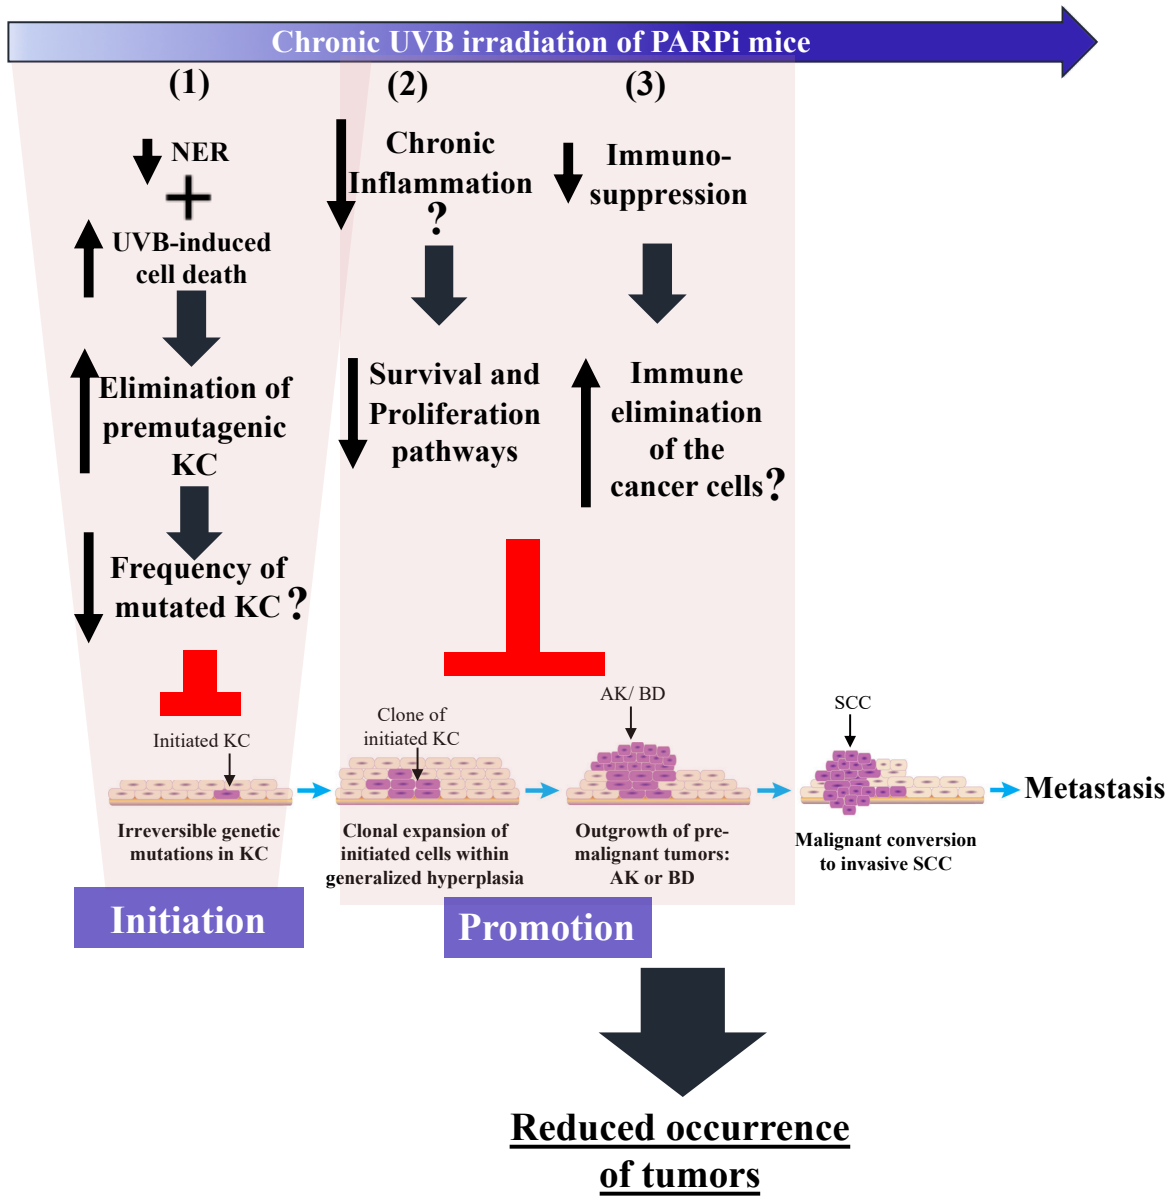 Chronic UVB irradiation of PARPi mice
(1)
NER
+
UVB-induced
cell death
Elimination of
premutagenic
KC
Frequency of
mutated KC ?
(2)
Chronic
Inflammation
?
Survival and
Proliferation
pathways
(3)
Immuno-
suppression
Immune
elimination
of the
cancer cells?
Initiated KC
Irreversible genetic
mutations in KC
Clone of
initiated KC
Clonal expansion of
initiated cells within
generalized hyperplasia
AK/ BD
Outgrowth of pre-
malignant tumors:
AK or BD
SCC
Malignant conversion
to invasive SCC
Metastasis
Initiation
Promotion
Reduced occurrence
of tumors